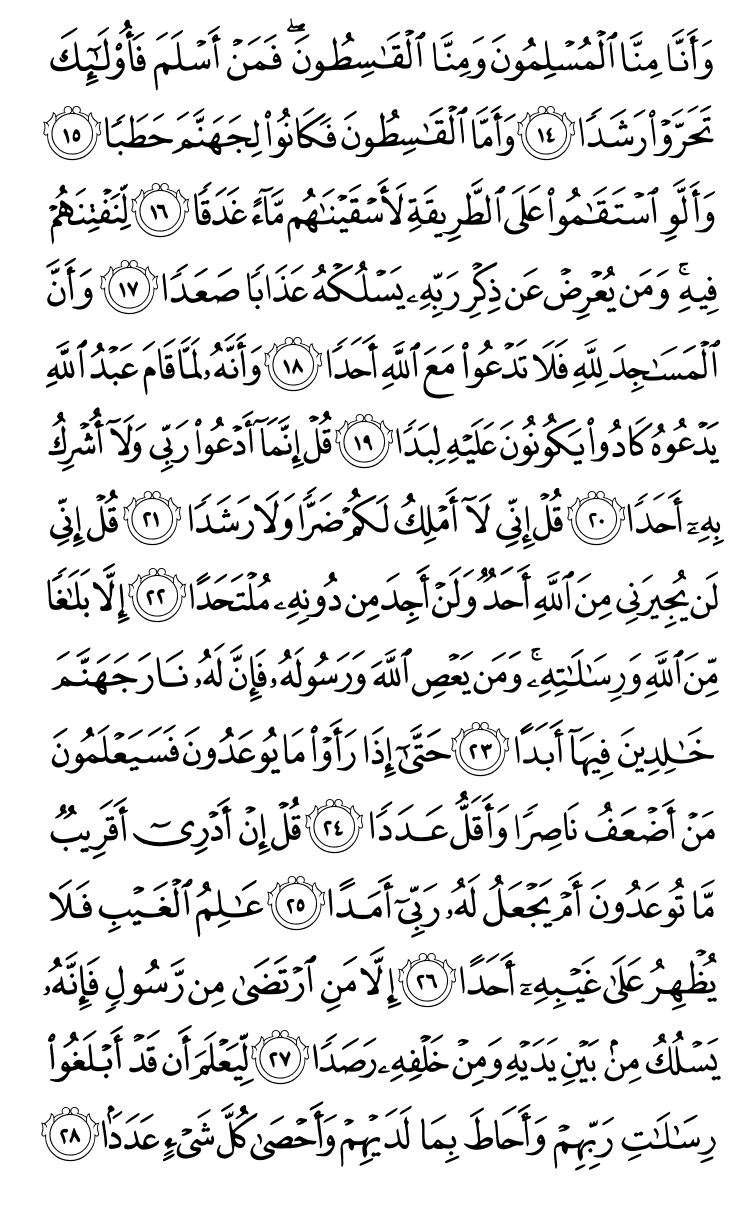 وَأَنَّا مِنَّا ٱلۡمُسۡلِمُونَ وَمِنَّا ٱلۡقَٰسِطُونَۖ فَمَنۡ أَسۡلَمَ فَأُوْلَٰٓئِكَ
تَحَرَّوۡاْ رَشَدٗا ١٤ وَأَمَّا ٱلۡقَٰسِطُونَ فَكَانُواْ لِجَهَنَّمَ حَطَبٗا ١٥
وَأَلَّوِ ٱسۡتَقَٰمُواْ عَلَى ٱلطَّرِيقَةِ لَأَسۡقَيۡنَٰهُم مَّآءً غَدَقٗا ١٦ لِّنَفۡتِنَهُمۡ
فِيهِۚ وَمَن يُعۡرِضۡ عَن ذِكۡرِ رَبِّهِۦ يَسۡلُكۡهُ عَذَابٗا صَعَدٗا ١٧ وَأَنَّ
ٱلۡمَسَٰجِدَ لِلَّهِ فَلَا تَدۡعُواْ مَعَ ٱللَّهِ أَحَدٗا ١٨ وَأَنَّهُۥ لَمَّا قَامَ عَبۡدُ ٱللَّهِ
يَدۡعُوهُ كَادُواْ يَكُونُونَ عَلَيۡهِ لِبَدٗا ١٩ قُلۡ إِنَّمَآ أَدۡعُواْ رَبِّي وَلَآ أُشۡرِكُ
بِهِۦٓ أَحَدٗا ٢٠ قُلۡ إِنِّي لَآ أَمۡلِكُ لَكُمۡ ضَرّٗا وَلَا رَشَدٗا ٢١ قُلۡ إِنِّي
لَن يُجِيرَنِي مِنَ ٱللَّهِ أَحَدٞ وَلَنۡ أَجِدَ مِن دُونِهِۦ مُلۡتَحَدًا ٢٢ إِلَّا بَلَٰغٗا
مِّنَ ٱللَّهِ وَرِسَٰلَٰتِهِۦۚ وَمَن يَعۡصِ ٱللَّهَ وَرَسُولَهُۥ فَإِنَّ لَهُۥ نَارَ جَهَنَّمَ
خَٰلِدِينَ فِيهَآ أَبَدًا ٢٣ حَتَّىٰٓ إِذَا رَأَوۡاْ مَا يُوعَدُونَ فَسَيَعۡلَمُونَ
مَنۡ أَضۡعَفُ نَاصِرٗا وَأَقَلُّ عَدَدٗا ٢٤ قُلۡ إِنۡ أَدۡرِيٓ أَقَرِيبٞ
مَّا تُوعَدُونَ أَمۡ يَجۡعَلُ لَهُۥ رَبِّيٓ أَمَدًا ٢٥ عَٰلِمُ ٱلۡغَيۡبِ فَلَا
يُظۡهِرُ عَلَىٰ غَيۡبِهِۦٓ أَحَدًا ٢٦ إِلَّا مَنِ ٱرۡتَضَىٰ مِن رَّسُولٖ فَإِنَّهُۥ
يَسۡلُكُ مِنۢ بَيۡنِ يَدَيۡهِ وَمِنۡ خَلۡفِهِۦ رَصَدٗا ٢٧ لِّيَعۡلَمَ أَن قَدۡ أَبۡلَغُواْ
رِسَٰلَٰتِ رَبِّهِمۡ وَأَحَاطَ بِمَا لَدَيۡهِمۡ وَأَحۡصَىٰ كُلَّ شَيۡءٍ عَدَدَۢا ٢٨